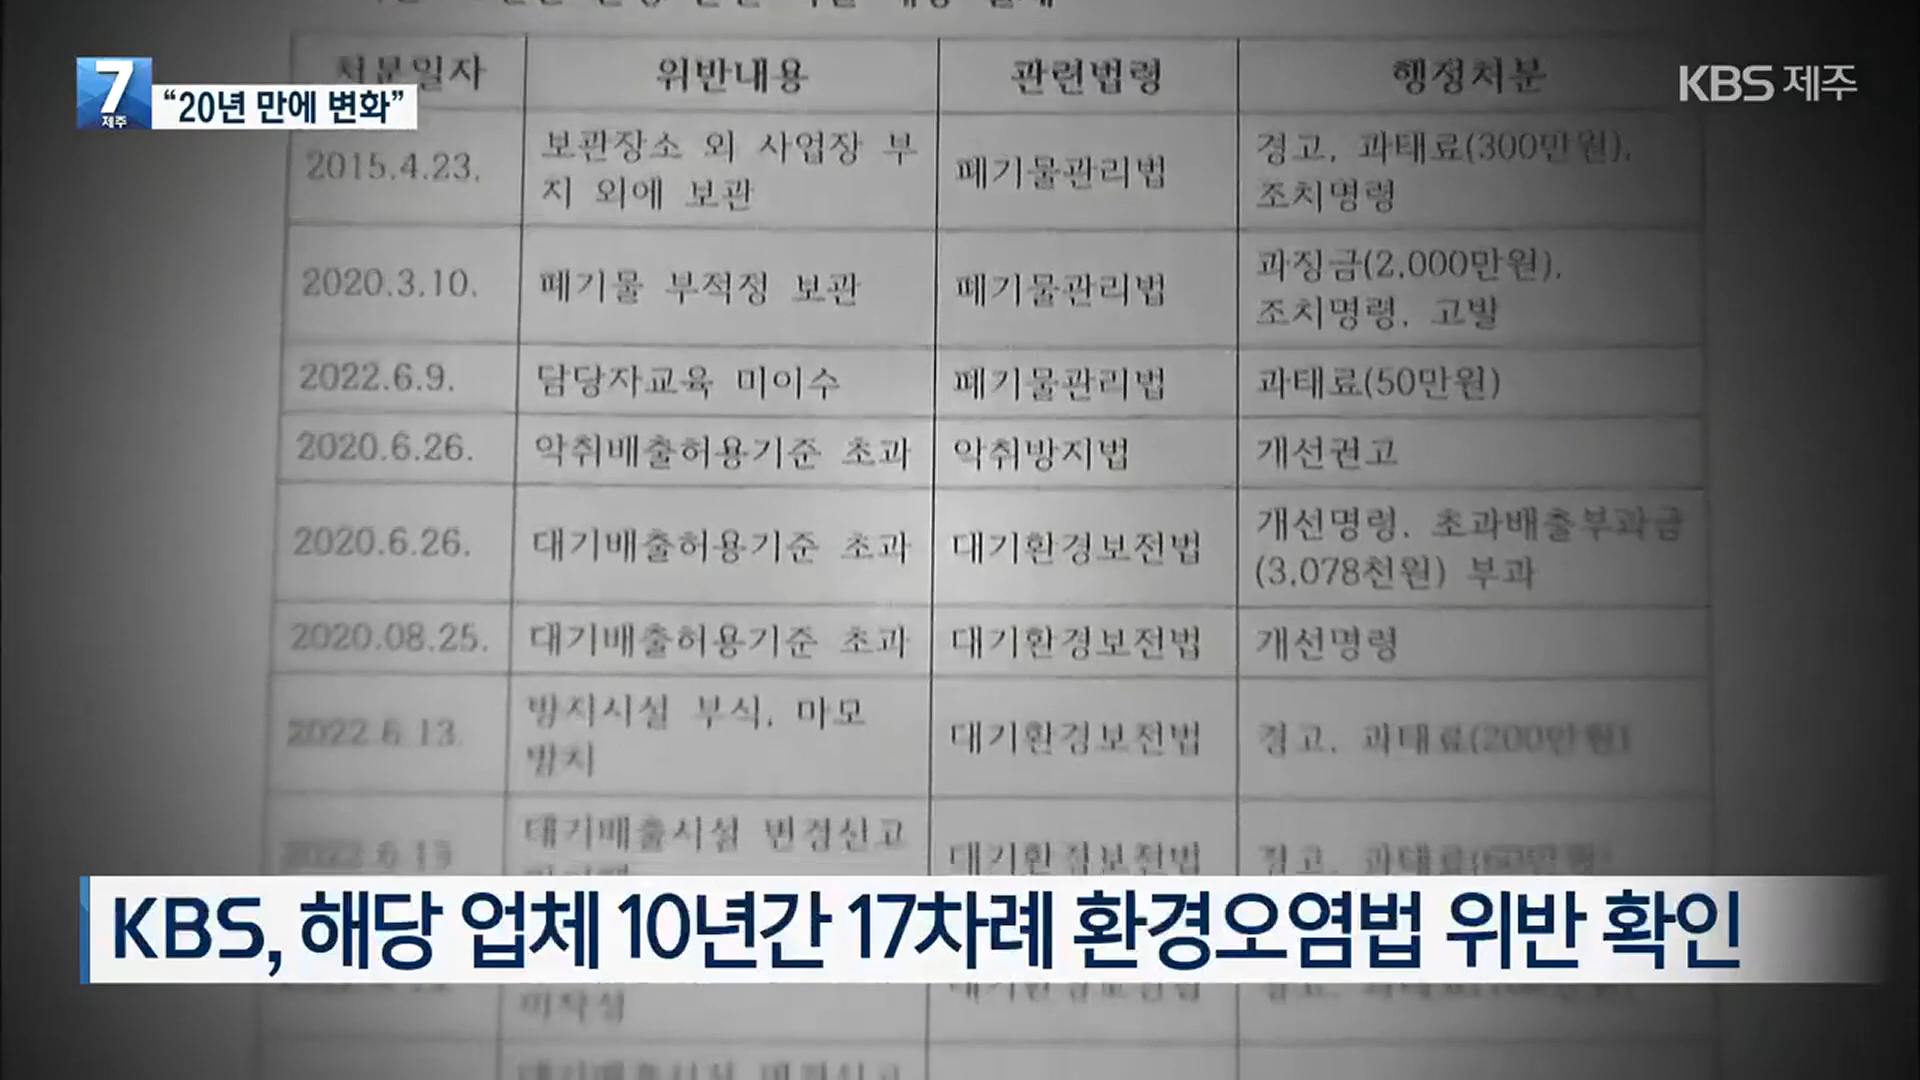 7
제주
“20년 만에 변화”
KBS 제주
처분일자 위반내용 관련법령 행정처분
2015.4.23. 보관장소 외 사업장 부지 외에 보관 폐기물관리법 경고, 과태료(300만원), 조치명령
2020.3.10. 폐기물 부적정 보관 폐기물관리법 과징금(2,000만원), 조치명령, 고발
2022.6.9. 담당자교육 미이수 폐기물관리법 과태료(50만원)
2020.6.26. 악취배출허용기준 초과 악취방지법 개선권고
2020.6.26. 대기배출허용기준 초과 대기환경보전법 개선명령, 초과배출부과금 (3,078천원) 부과
2020.08.25. 대기배출허용기준 초과 대기환경보전법 개선명령
2022.6.13. 방지시설 부식, 마모 방치 대기환경보전법 경고, 과태료(200만원)
2022.6.13 대기배출시설 변경신고 대기환경보전법 경고, 과태료
KBS, 해당 업체 10년간 17차례 환경오염법 위반 확인
미작성